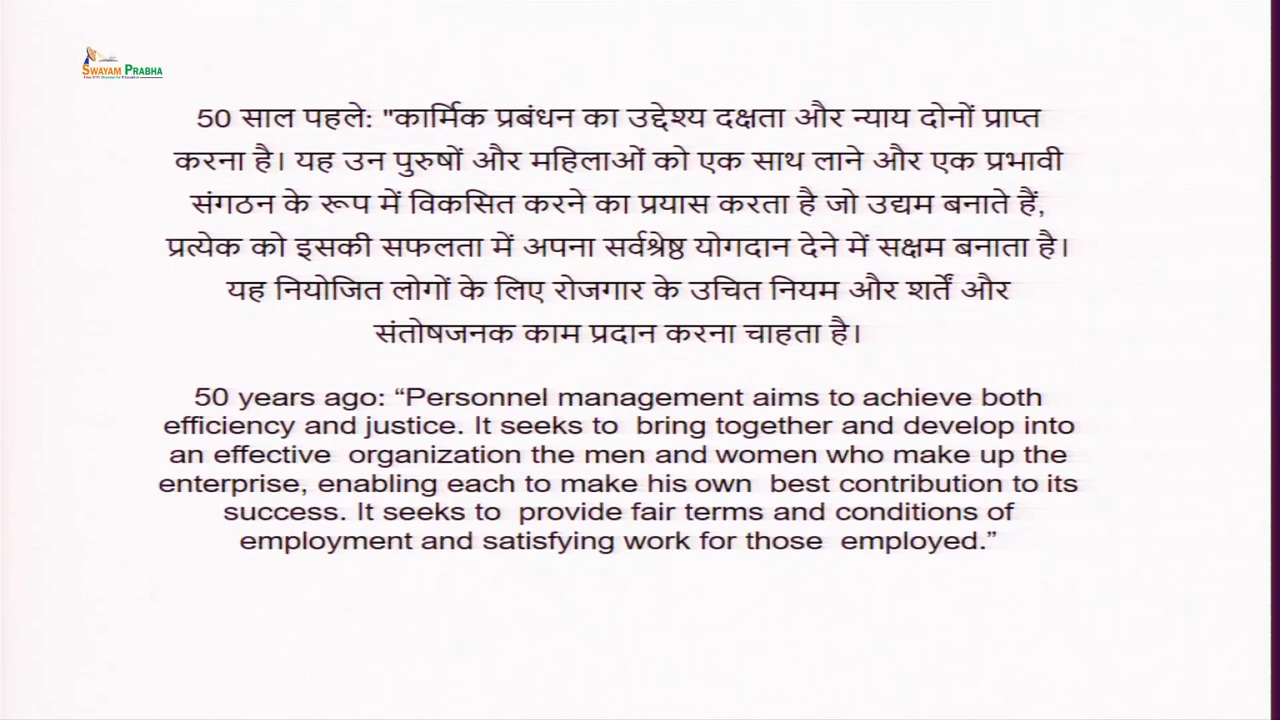 SWAYAM PRABHA
50 साल पहले: "कार्मिक प्रबंधन का उद्देश्य दक्षता और न्याय दोनों प्राप्त
करना है। यह उन पुरुषों और महिलाओं को एक साथ लाने और एक प्रभावी
संगठन के रूप में विकसित करने का प्रयास करता है जो उद्यम बनाते हैं,
प्रत्येक को इसकी सफलता में अपना सर्वश्रेष्ठ योगदान देने में सक्षम बनाता है।
यह नियोजित लोगों के लिए रोजगार के उचित नियम और शर्तें और
संतोषजनक काम प्रदान करना चाहता है।
50 years ago: “Personnel management aims to achieve both
efficiency and justice. It seeks to bring together and develop into
an effective organization the men and women who make up the
enterprise, enabling each to make his own best contribution to its
success. It seeks to provide fair terms and conditions of
employment and satisfying work for those employed.”